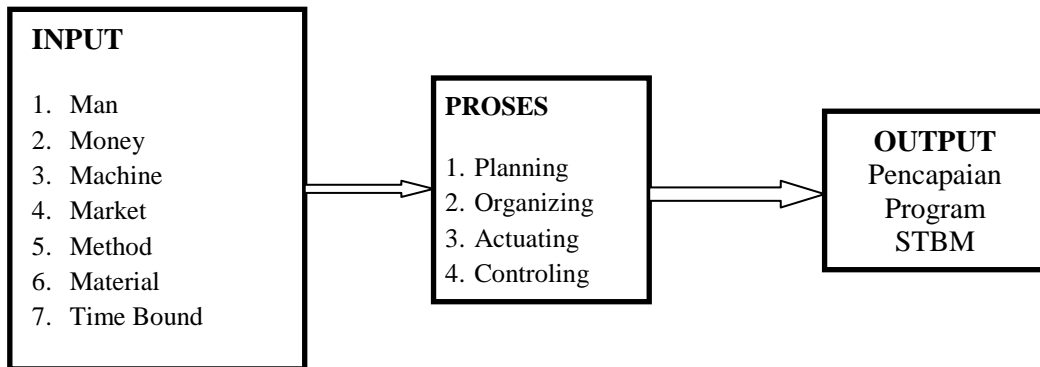 INPUT
1. Man
2. Money
3. Machine
4. Market
5. Method
6. Material
7. Time Bound
PROSES
1. Planning
2. Organizing
3. Actuating
4. Controling
OUTPUT
Pencapaian
Program
STBM